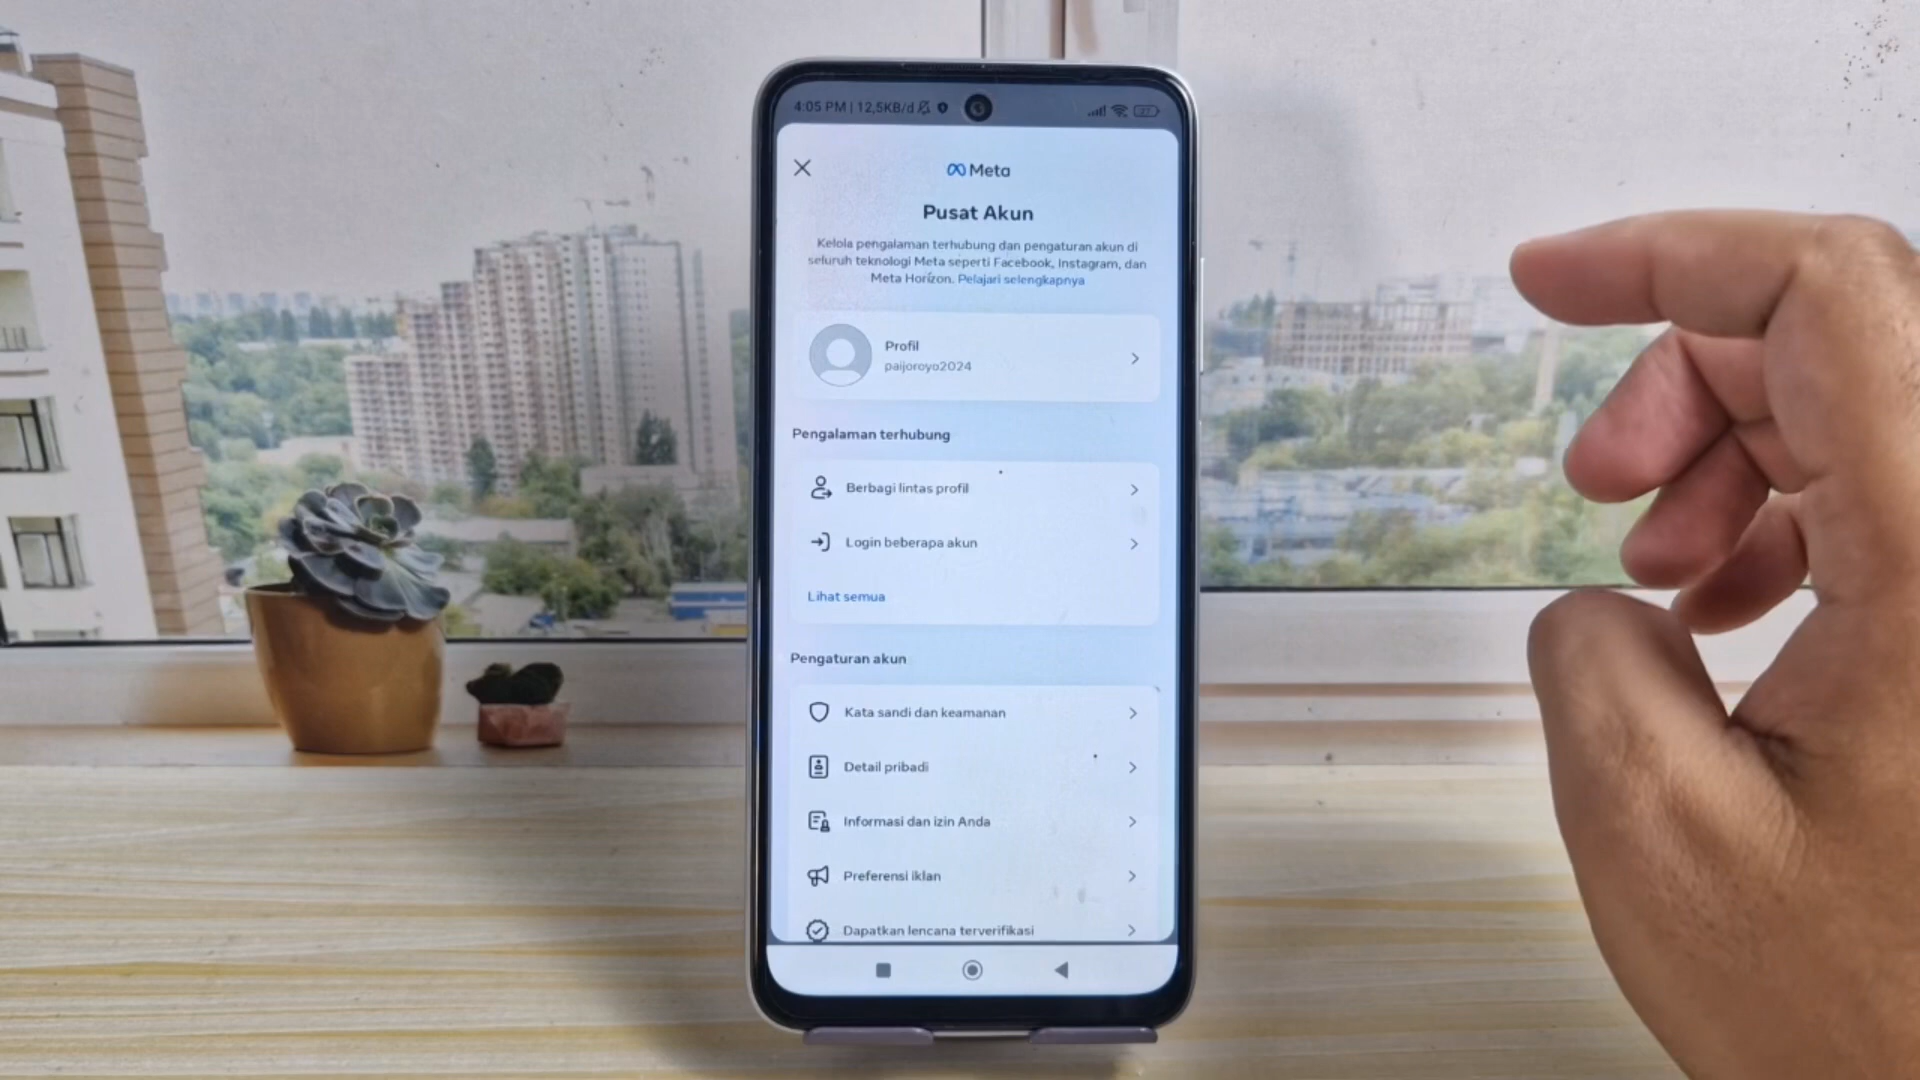 4:05 PM | 12,5KB/d
Meta
Pusat Akun
Kelola pengalaman terhubung dan pengaturan akun di
seluruh teknologi Meta seperti Facebook, Instagram, dan
Meta Horizon. Pelajari selengkapnya
Profil
paijoroyo2024
Pengalaman terhubung
Berbagi lintas profil
Login beberapa akun
Lihat semua
Pengaturan akun
Kata sandi dan keamanan
Detail pribadi
Informasi dan izin Anda
Preferensi iklan
Dapatkan lencana terverifikasi